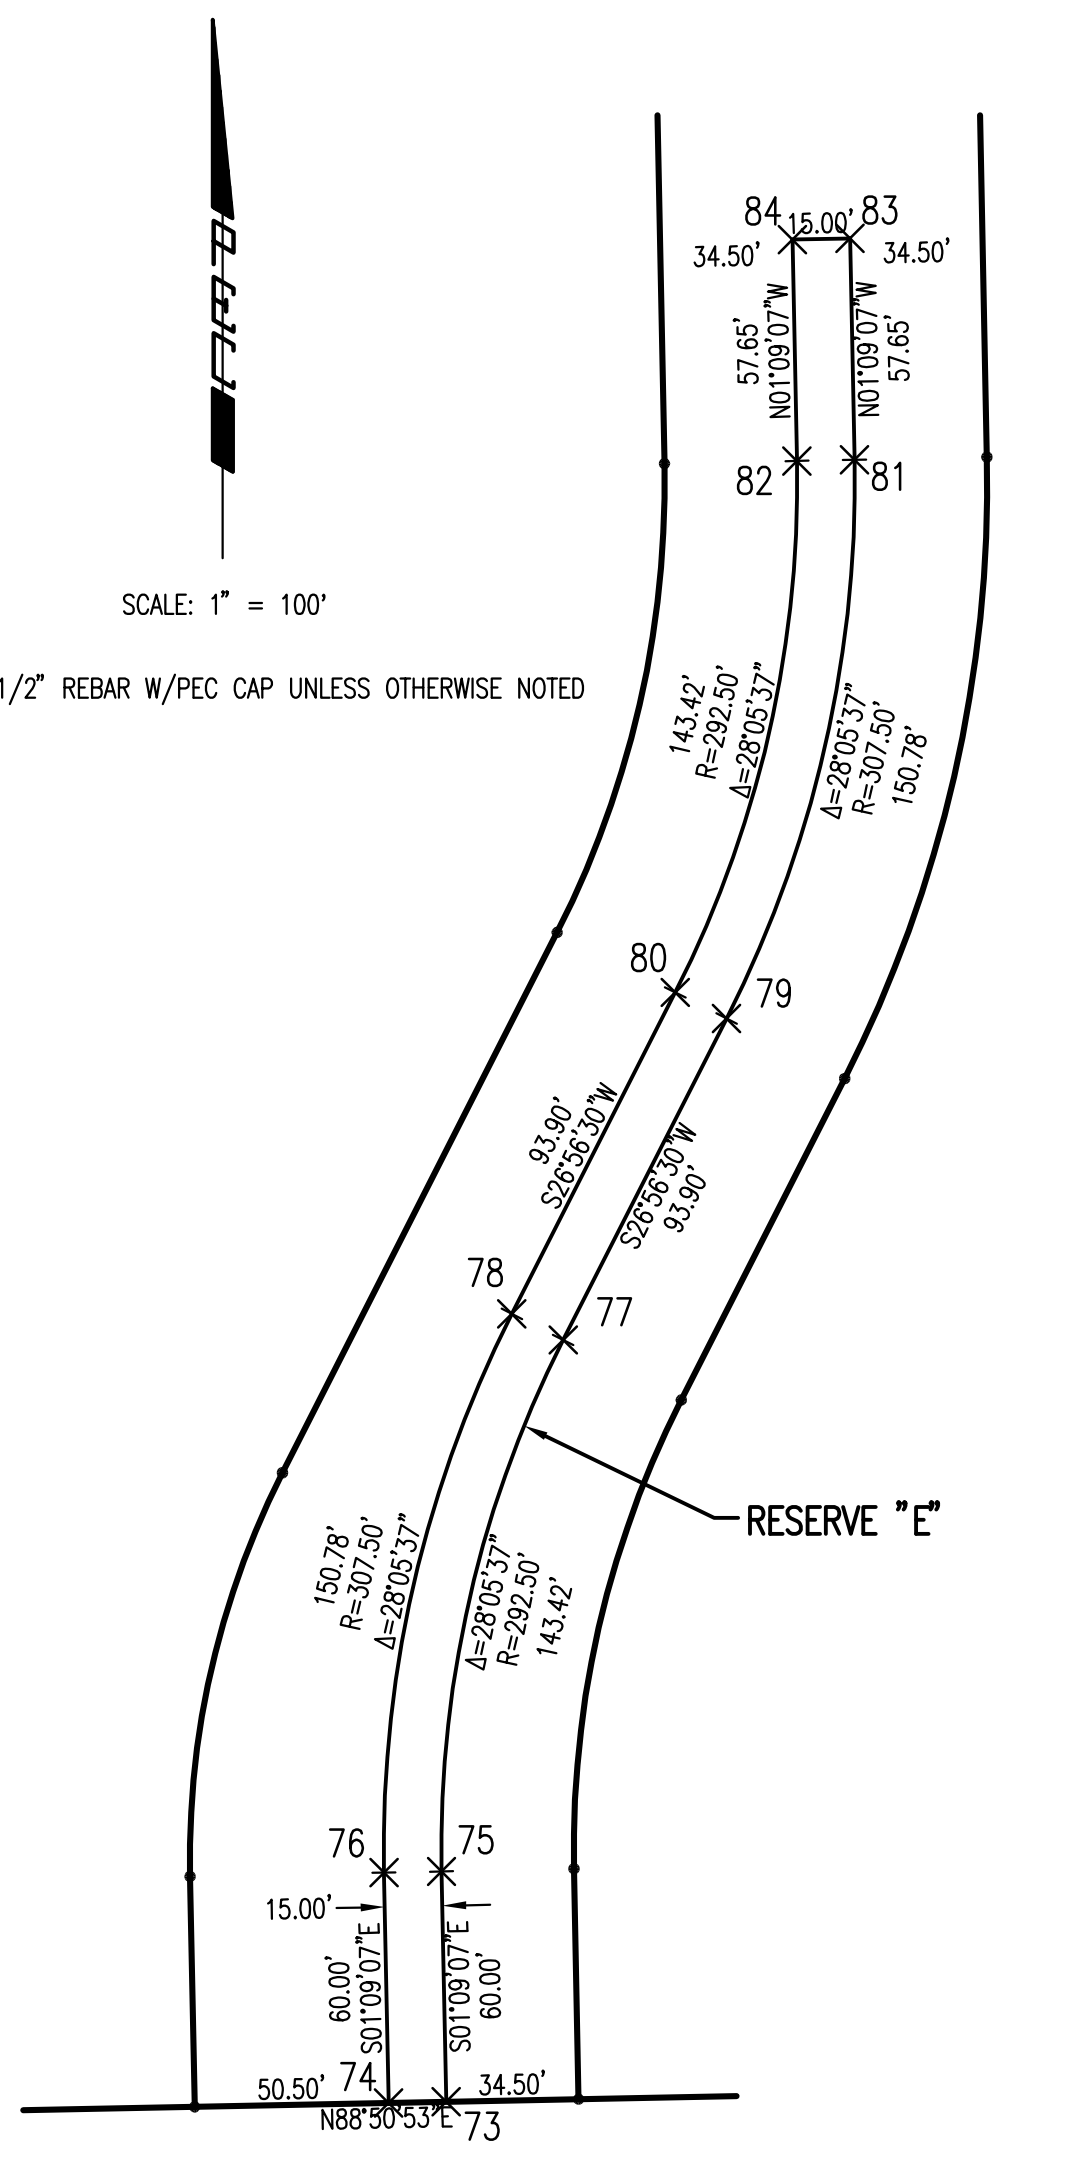 84
15.00'
83
34.50'
34.50'
57.65'
N01°09'07"W
N01°09'07"W
57.65'
82
81
SCALE: 1" = 100'
1/2" REBAR W/PEC CAP UNLESS OTHERWISE NOTED
143.42'
R=292.50'
Δ=28°05'37"
Δ=28°05'37"
R=307.50'
150.78'
80
79
93.90'
S26°56'30"W
S26°56'30"W
93.90'
78
77
RESERVE "E"
150.78'
R=307.50'
Δ=28°05'37"
Δ=28°05'37"
R=292.50'
143.42'
76
75
15.00'
60.00'
S01°09'07"E
S01°09'07"E
60.00'
74
50.50'
34.50'
N88°50'53"E
73